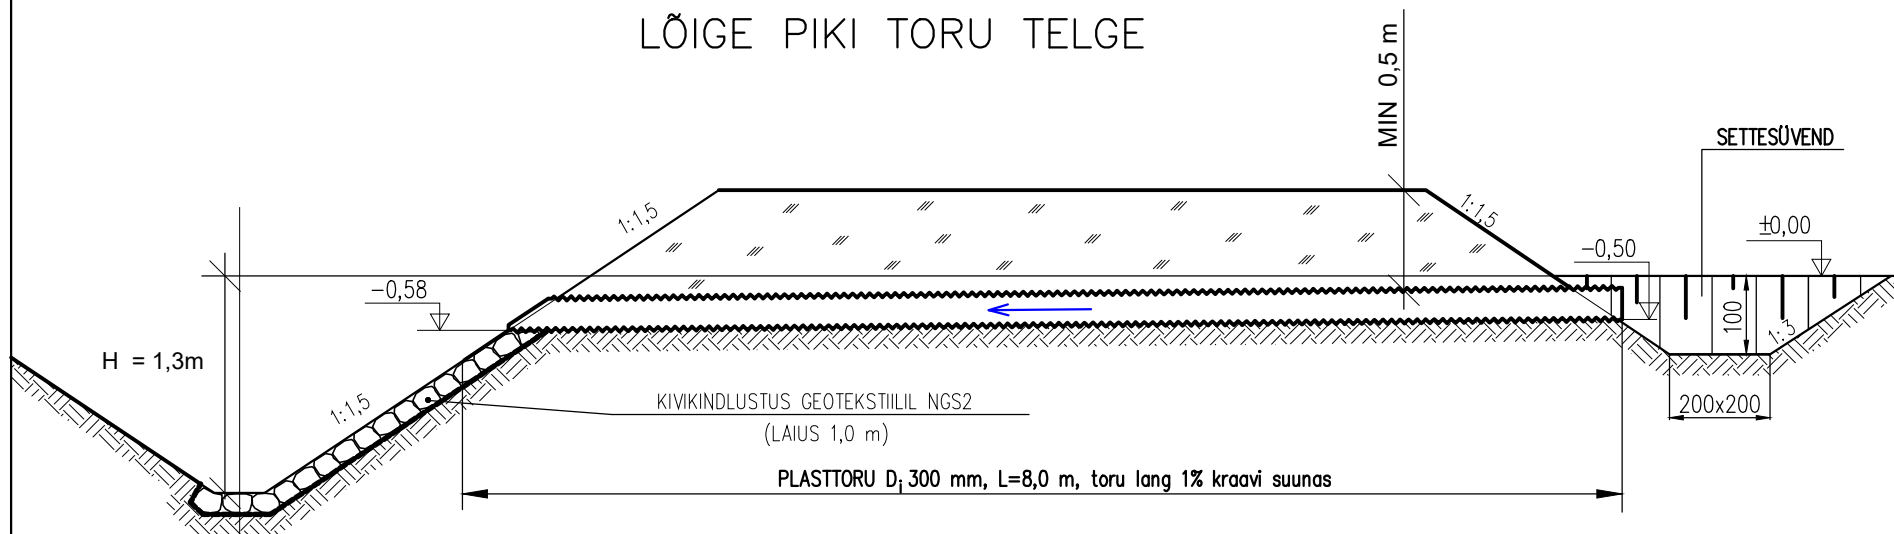 LÕIGE PIKI TORU TELGE
MIN 0,5 m
SETTESÜVEND
1:1,5
1:1,5
-0,50
±0,00
-0,58
100
1:3
H = 1,3m
1:1,5
KIVIKINDLUSTUS GEOTEKSTIILIL NGS2
(LAIUS 1,0 m)
200x200
PLASTTORU Di 300 mm, L=8,0 m, toru lang 1% kraavi suunas